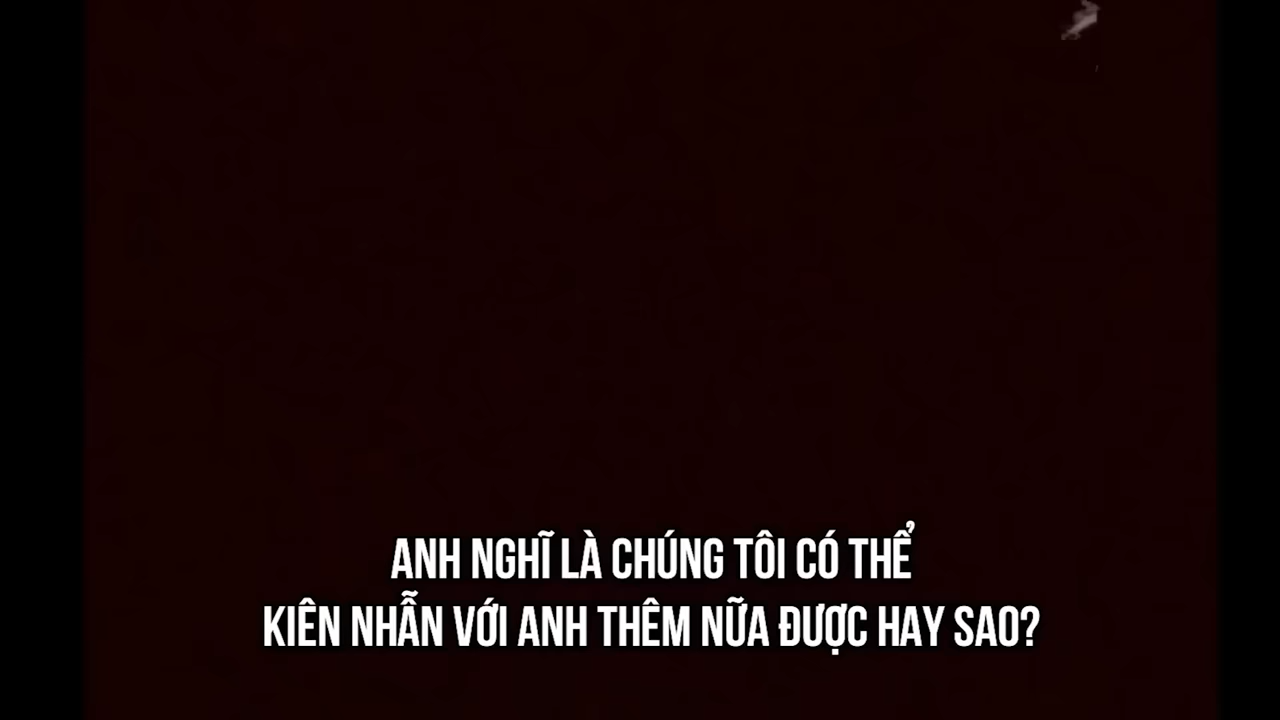 ANH NGHĨ LÀ CHÚNG TÔI CÓ THỂ
KIÊN NHẪN VỚI ANH THÊM NỮA ĐƯỢC HAY SAO?